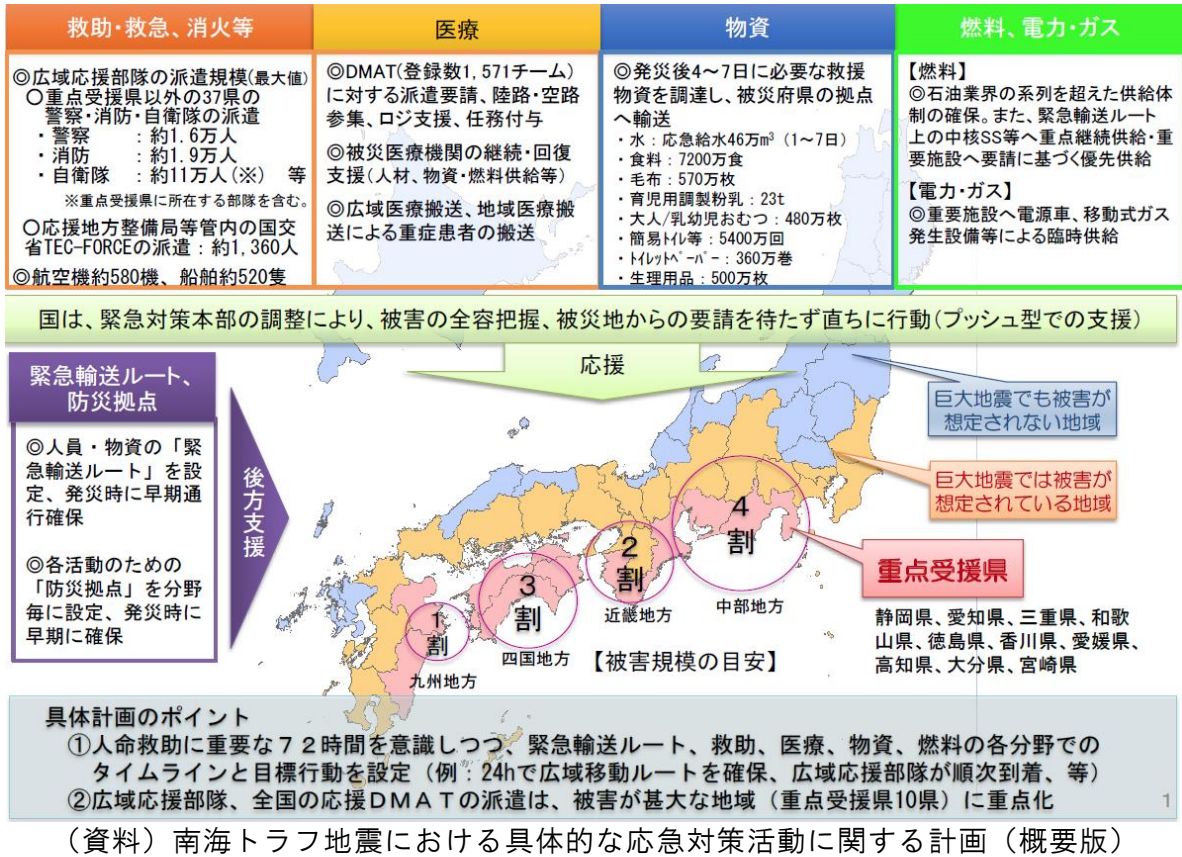 救助・救急、消火等
◎広域応援部隊の派遣規模(最大値)
○重点受援県以外の37県の
警察・消防・自衛隊の派遣
・警察　　：約1.6万人
・消防　　：約1.9万人
・自衛隊　：約11万人(※)　等
※重点受援県に所在する部隊を含む。
○応援地方整備局等管内の国交
省TEC-FORCEの派遣：約1,360人
◎航空機約580機、船舶約520隻
医療
◎DMAT(登録数1,571チーム)
に対する派遣要請、陸路・空路
参集、ロジ支援、任務付与
◎被災医療機関の継続・回復
支援(人材、物資・燃料供給等)
◎広域医療搬送、地域医療搬
送による重症患者の搬送
物資
◎発災後4～7日に必要な救援
物資を調達し、被災府県の拠点
へ輸送
・水：応急給水46万m³（1～7日）
・食料：7200万食
・毛布：570万枚
・育児用調製粉乳：23t
・大人/乳幼児おむつ：480万枚
・簡易ﾄｲﾚ等：5400万回
・ﾄｲﾚｯﾄﾍﾟｰﾊﾟｰ：360万巻
・生理用品：500万枚
燃料、電力・ガス
【燃料】
◎石油業界の系列を超えた供給体
制の確保。また、緊急輸送ルート
上の中核SS等へ重点継続供給・重
要施設へ要請に基づく優先供給
【電力・ガス】
◎重要施設へ電源車、移動式ガス
発生設備等による臨時供給
国は、緊急対策本部の調整により、被害の全容把握、被災地からの要請を待たず直ちに行動(プッシュ型での支援)
応援
緊急輸送ルート、
防災拠点
◎人員・物資の「緊
急輸送ルート」を設
定、発災時に早期通
行確保
◎各活動のための
「防災拠点」を分野
毎に設定、発災時に
早期に確保
後方支援
巨大地震でも被害が
想定されない地域
巨大地震では被害が
想定されている地域
重点受援県
静岡県、愛知県、三重県、和歌
山県、徳島県、香川県、愛媛県、
高知県、大分県、宮崎県
4
割
中部地方
2
割
近畿地方
3
割
四国地方
1
割
九州地方
【被害規模の目安】
具体計画のポイント
①人命救助に重要な７２時間を意識しつつ、緊急輸送ルート、救助、医療、物資、燃料の各分野での
タイムラインと目標行動を設定（例：24hで広域移動ルートを確保、広域応援部隊が順次到着、等）
②広域応援部隊、全国の応援ＤＭＡＴの派遣は、被害が甚大な地域（重点受援県10県）に重点化
1
（資料）南海トラフ地震における具体的な応急対策活動に関する計画（概要版）